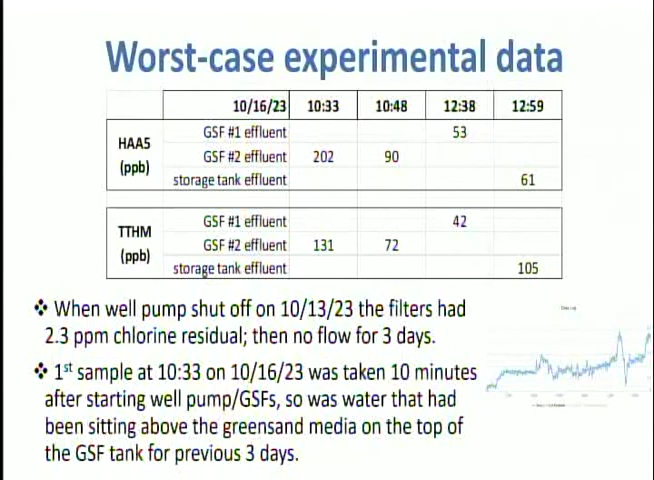 Worst-case experimental data
10/16/23 10:33 10:48 12:38 12:59
HAA5 (ppb)
GSF #1 effluent 53
GSF #2 effluent 202 90
storage tank effluent 61
TTHM (ppb)
GSF #1 effluent 42
GSF #2 effluent 131 72
storage tank effluent 105
❖ When well pump shut off on 10/13/23 the filters had
2.3 ppm chlorine residual; then no flow for 3 days.
❖ 1st sample at 10:33 on 10/16/23 was taken 10 minutes
after starting well pump/GSFs, so was water that had
been sitting above the greensand media on the top of
the GSF tank for previous 3 days.